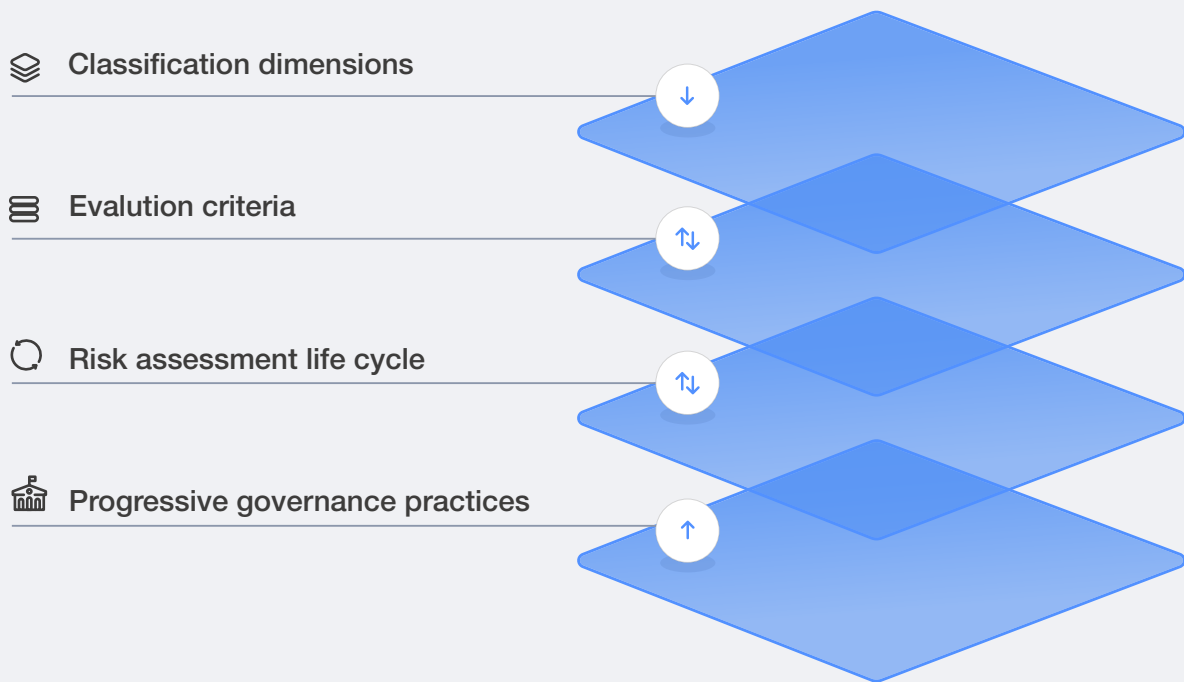 Classification dimensions
Evalution criteria
Risk assessment life cycle
Progressive governance practices